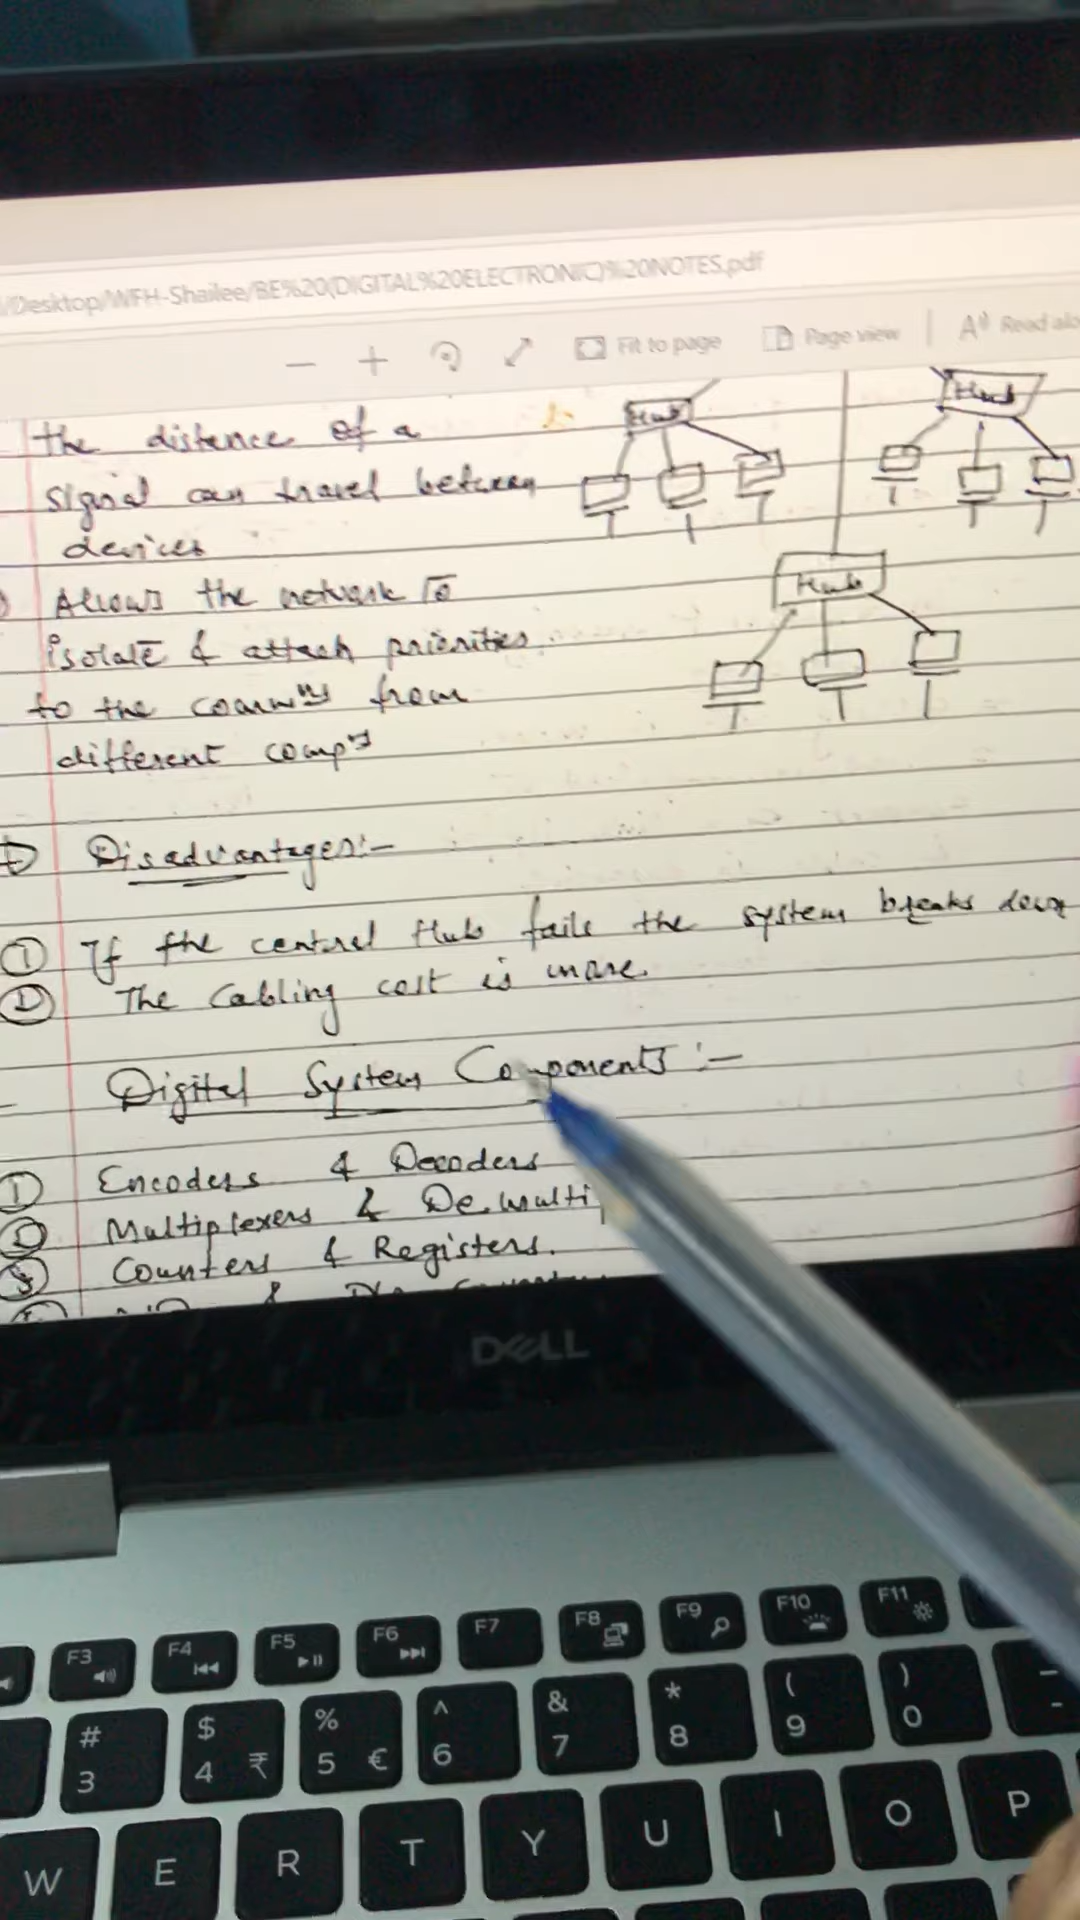 /Desktop/WFH-Shailee/BE%20(DIGITAL%20ELECTRONIC)%20NOTES.pdf
Fit to page
Page view
Read alo
the distance of a
signal can travel between
devices
Hub
Hub
Hub
Allows the network to
isolate & attach priorities
to the commns from
different comps
Disadvantages:-
① If the central Hub fails the system breaks down
② The cabling cost is more.
Digital System Components:-
① Encoders & Decoders
② Multiplexers & De.multi
③ Counters & Registers.
DELL
F3
F4
F5
F6
F7
F8
F9
F10
F11
# 3
$ 4 ₹
% 5 €
^ 6
& 7
* 8
( 9
) 0
W E R T Y U I O P